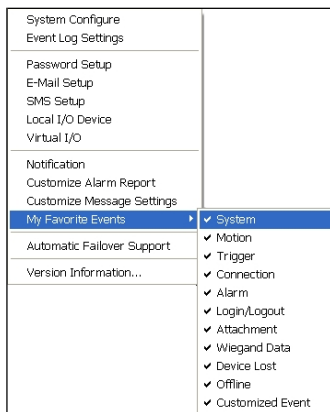 System Configure
Event Log Settings
Password Setup
E-Mail Setup
SMS Setup
Local I/O Device
Virtual I/O
Notification
Customize Alarm Report
Customize Message Settings
My Favorite Events
Automatic Failover Support
Version Information...
System
Motion
Trigger
Connection
Alarm
Login/Logout
Attachment
Wiegand Data
Device Lost
Offline
Customized Event